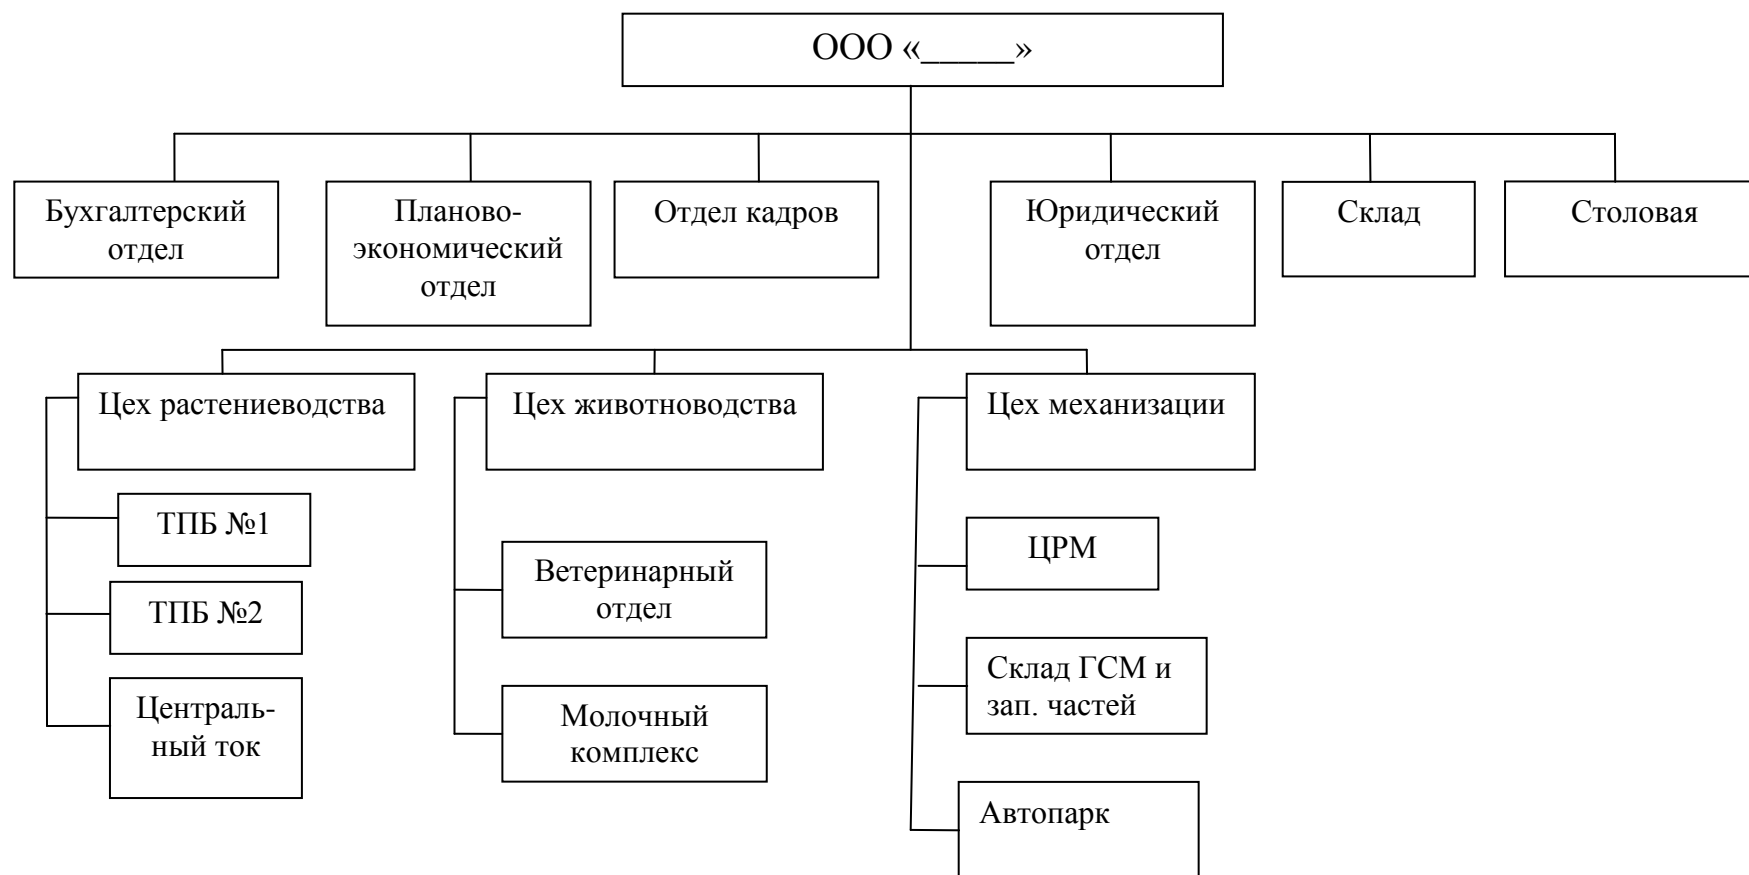 ООО «_____»
Бухгалтерский
отдел
Планово-
экономический
отдел
Отдел кадров
Юридический
отдел
Склад
Столовая
Цех растениеводства
Цех животноводства
Цех механизации
ТПБ №1
ТПБ №2
Централь-
ный ток
Ветеринарный
отдел
Молочный
комплекс
ЦРМ
Склад ГСМ и
зап. частей
Автопарк